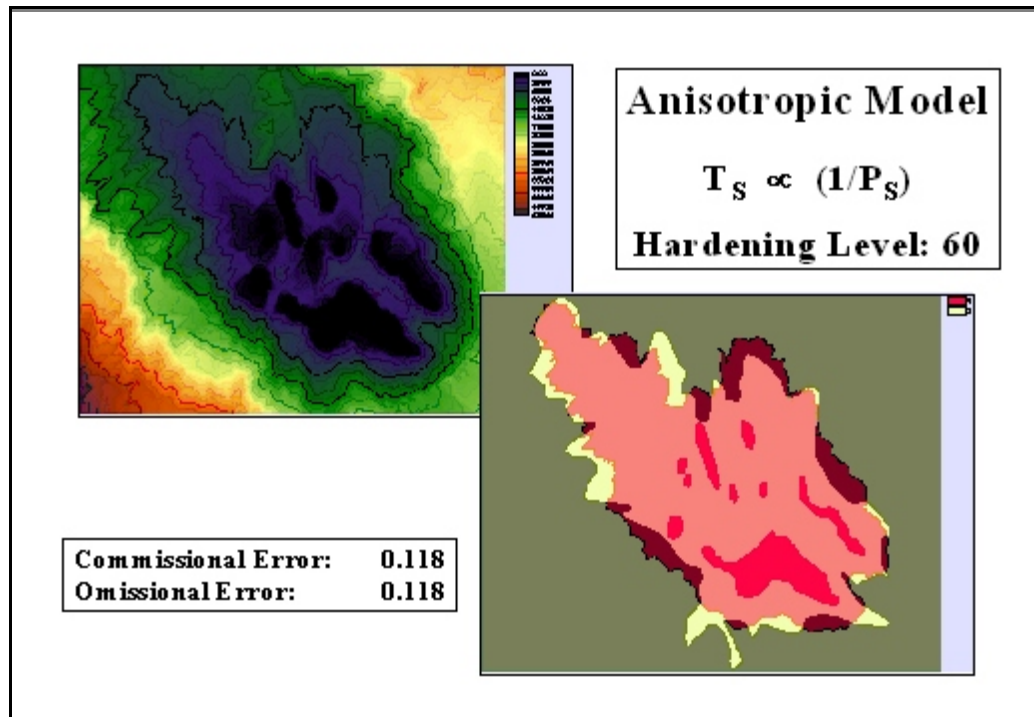 Anisotropic Model
T_S ∝ (1/P_S)
Hardening Level: 60
Commissional Error: 0.118
Omissional Error: 0.118